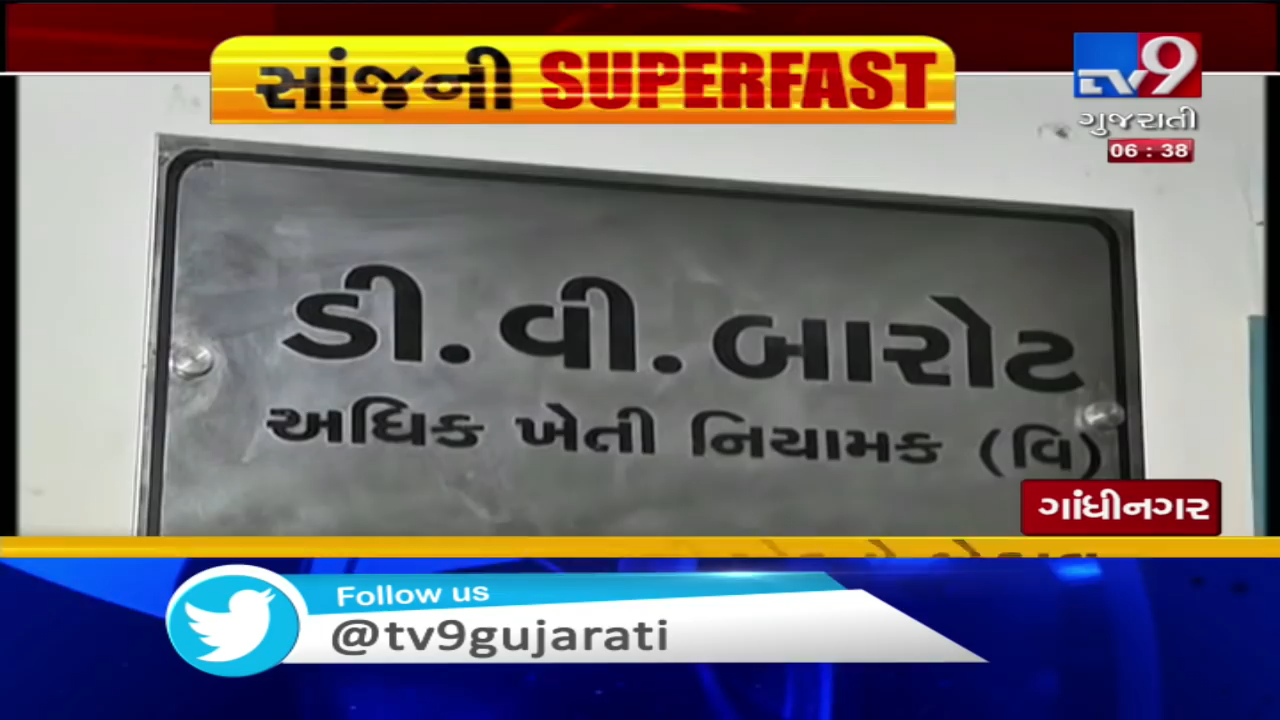 સાંજની SUPERFAST
TV9
ગુજરાતી
06 : 38
ડી. વી. બારોટ
અધિક ખેતી નિયામક (વિ)
ગાંધીનગર
Follow us
@tv9gujarati